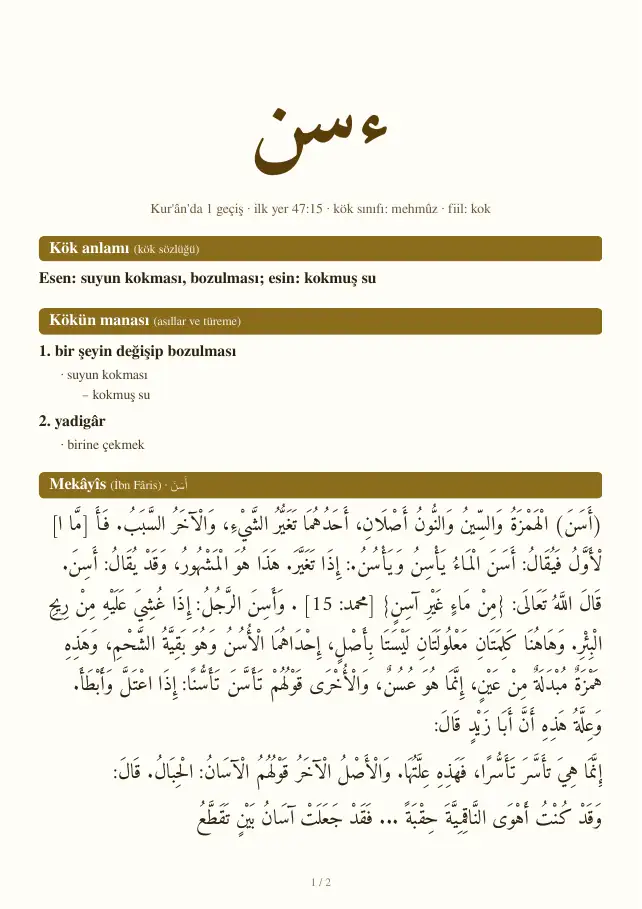 ءسن
Kur'ân'da 1 geçiş · ilk yer 47:15 · kök sınıfı: mehmûz · fiil: kok
Kök anlamı (kök sözlüğü)
Esen: suyun kokması, bozulması; esin: kokmuş su
Kökün manası (asıllar ve türeme)
1. bir şeyin değişip bozulması
· suyun kokması
– kokmuş su
2. yadigâr
· birine çekmek
Mekâyîs (İbn Fâris) · أَسَنَ
(أَسَنَ) الْهَمْزَةُ وَالسِّينُ وَالنُّونُ أَصْلَانِ، أَحَدُهُمَا تَغَيُّرُ الشَّيْءِ، وَالْآخَرُ السَّبَبُ. فَأَ [مَّا ا]
لْأَوَّلُ فَيُقَالُ: أَسَنَ الْمَاءُ يَأْسِنُ وَيَأْسُنُ.: إِذَا تَغَيَّرَ. هَذَا هُوَ الْمَشْهُورُ، وَقَدْ يُقَالُ: أَسِنَ.
قَالَ اللَّهُ تَعَالَى: {مِنْ مَاءٍ غَيْرِ آسِنٍ} [محمد: 15] . وَأَسِنَ الرَّجُلُ: إِذَا غُشِيَ عَلَيْهِ مِنْ رِيحِ
الْبِئْرِ. وَهَاهُنَا كَلِمَتَانِ مَعْلُولَتَانِ لَيْسَتَا بِأَصْلٍ، إِحْدَاهُمَا الْأُسُنُ وَهُوَ بَقِيَّةُ الشَّحْمِ، وَهَذِهِ
هَمْزَةٌ مُبْدَلَةٌ مِنْ عَيْنٍ، إِنَّمَا هُوَ عُسُنٌ، وَالْأُخْرَى قَوْلُهُمْ تَأَسَّنَ تَأَسُّنًا: إِذَا اعْتَلَّ وَأَبْطَأَ.
وَعِلَّةُ هَذِهِ أَنَّ أَبَا زَيْدٍ قَالَ:
إِنَّمَا هِيَ تَأَسَّرَ تَأَسُّرًا، فَهَذِهِ عِلَّتُهَا. وَالْأَصْلُ الْآخَرُ قَوْلُهُمُ الْآسَانُ: الْحِبَالُ. قَالَ:
وَقَدْ كُنْتُ أَهْوَى النَّاقِمِيَّةَ حِقْبَةً ... فَقَدْ جَعَلَتْ آسَانُ بَيْنٍ تَقَطَّعُ
1 / 2